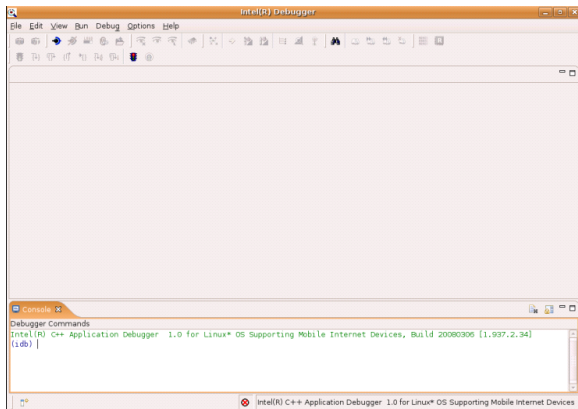 Intel(R) Debugger
File Edit View Run Debug Options Help
Console
Debugger Commands
Intel(R) C++ Application Debugger 1.0 for Linux* OS Supporting Mobile Internet Devices, Build 20080306 [1.937.2.34]
(idb)
Intel(R) C++ Application Debugger 1.0 for Linux* OS Supporting Mobile Internet Devices